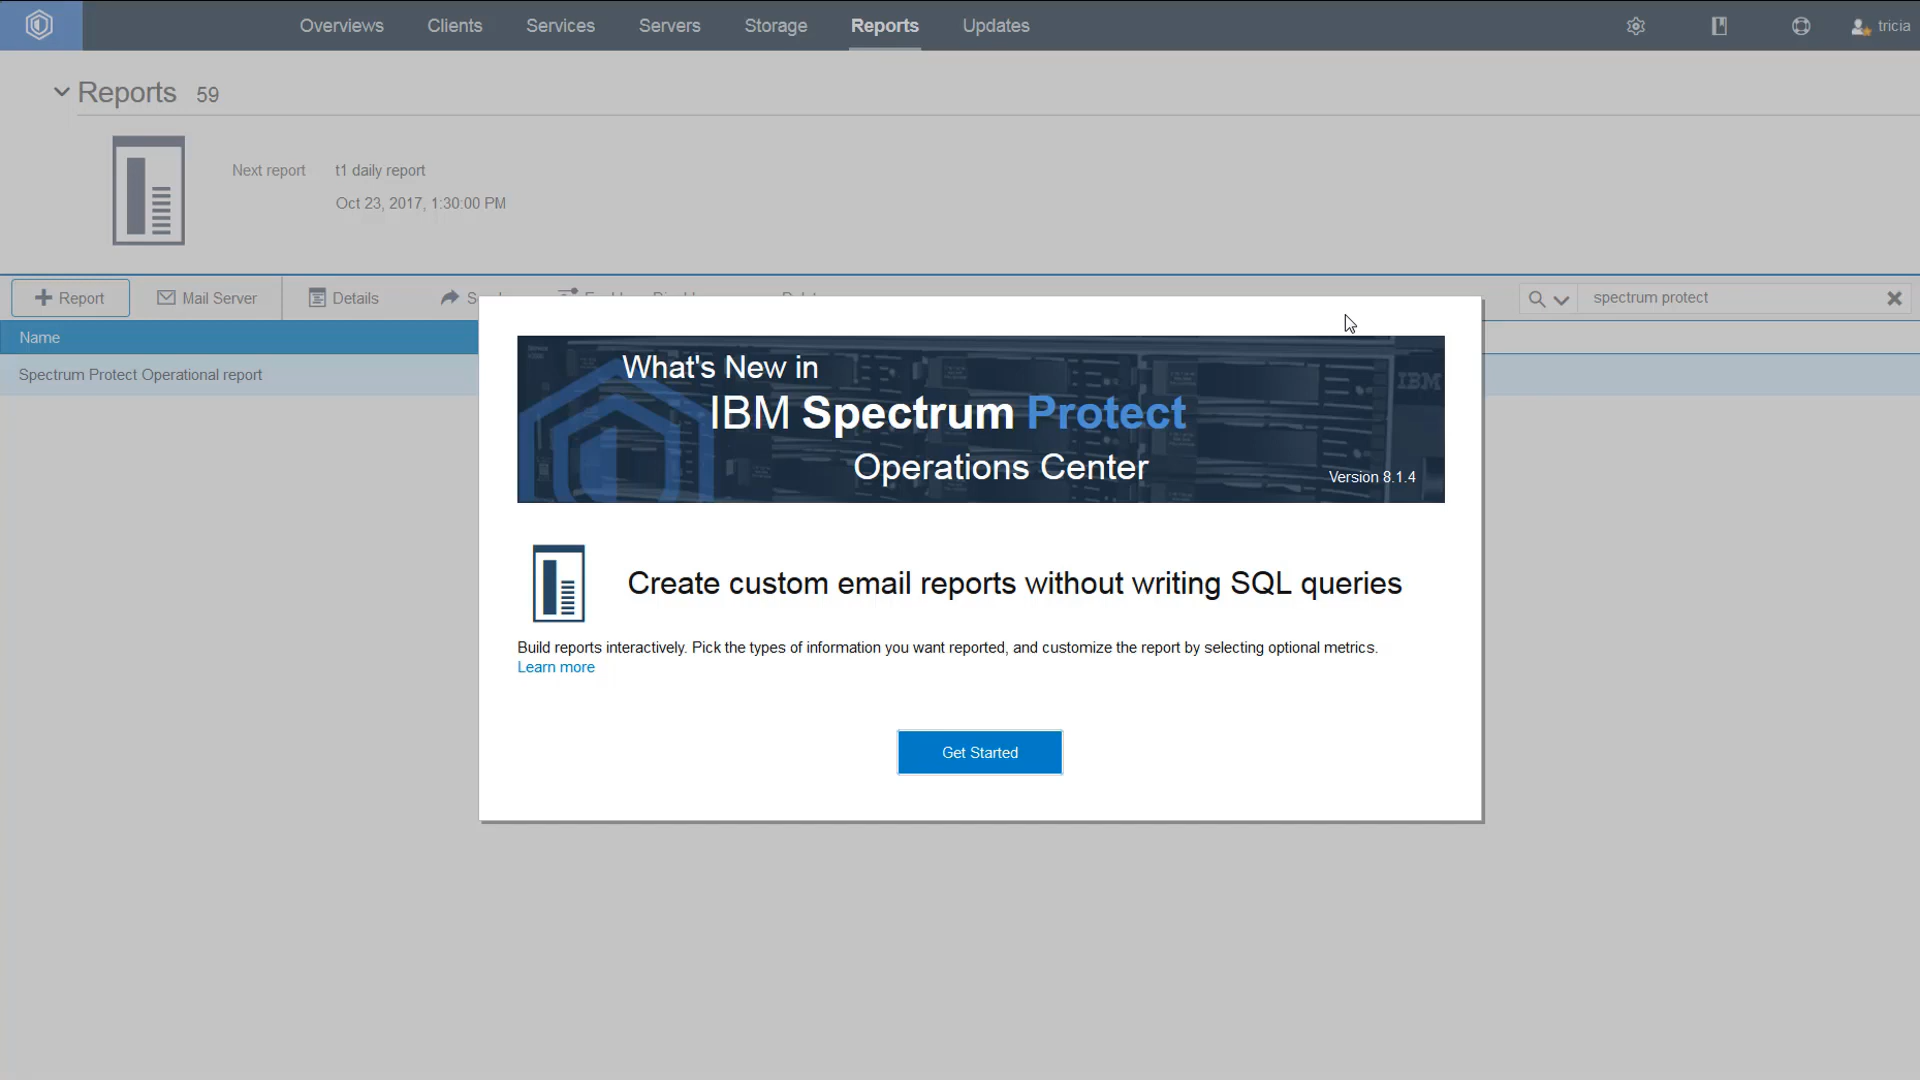 Overviews Clients Services Servers Storage Reports Updates tricia
Reports 59
Next report t1 daily report
Oct 23, 2017, 1:30:00 PM
Report Mail Server Details spectrum protect
Name
Spectrum Protect Operational report
What's New in
IBM Spectrum Protect
Operations Center
Version 8.1.4
IBM
Create custom email reports without writing SQL queries
Build reports interactively. Pick the types of information you want reported, and customize the report by selecting optional metrics.
Learn more
Get Started